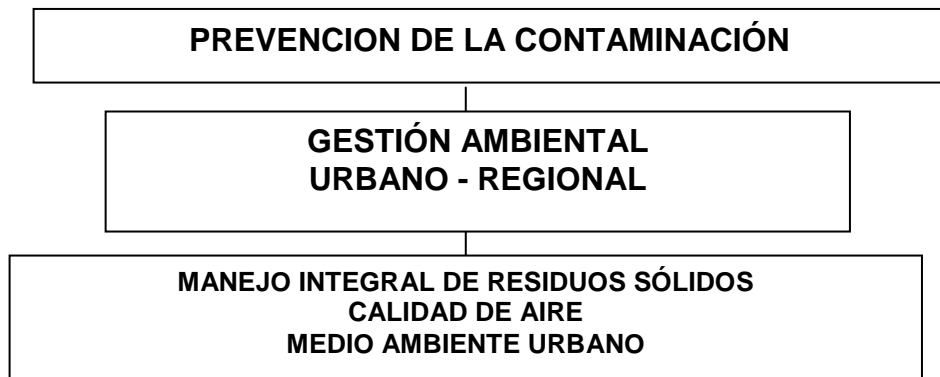 PREVENCION DE LA CONTAMINACIÓN
GESTIÓN AMBIENTAL
URBANO - REGIONAL
MANEJO INTEGRAL DE RESIDUOS SÓLIDOS
CALIDAD DE AIRE
MEDIO AMBIENTE URBANO